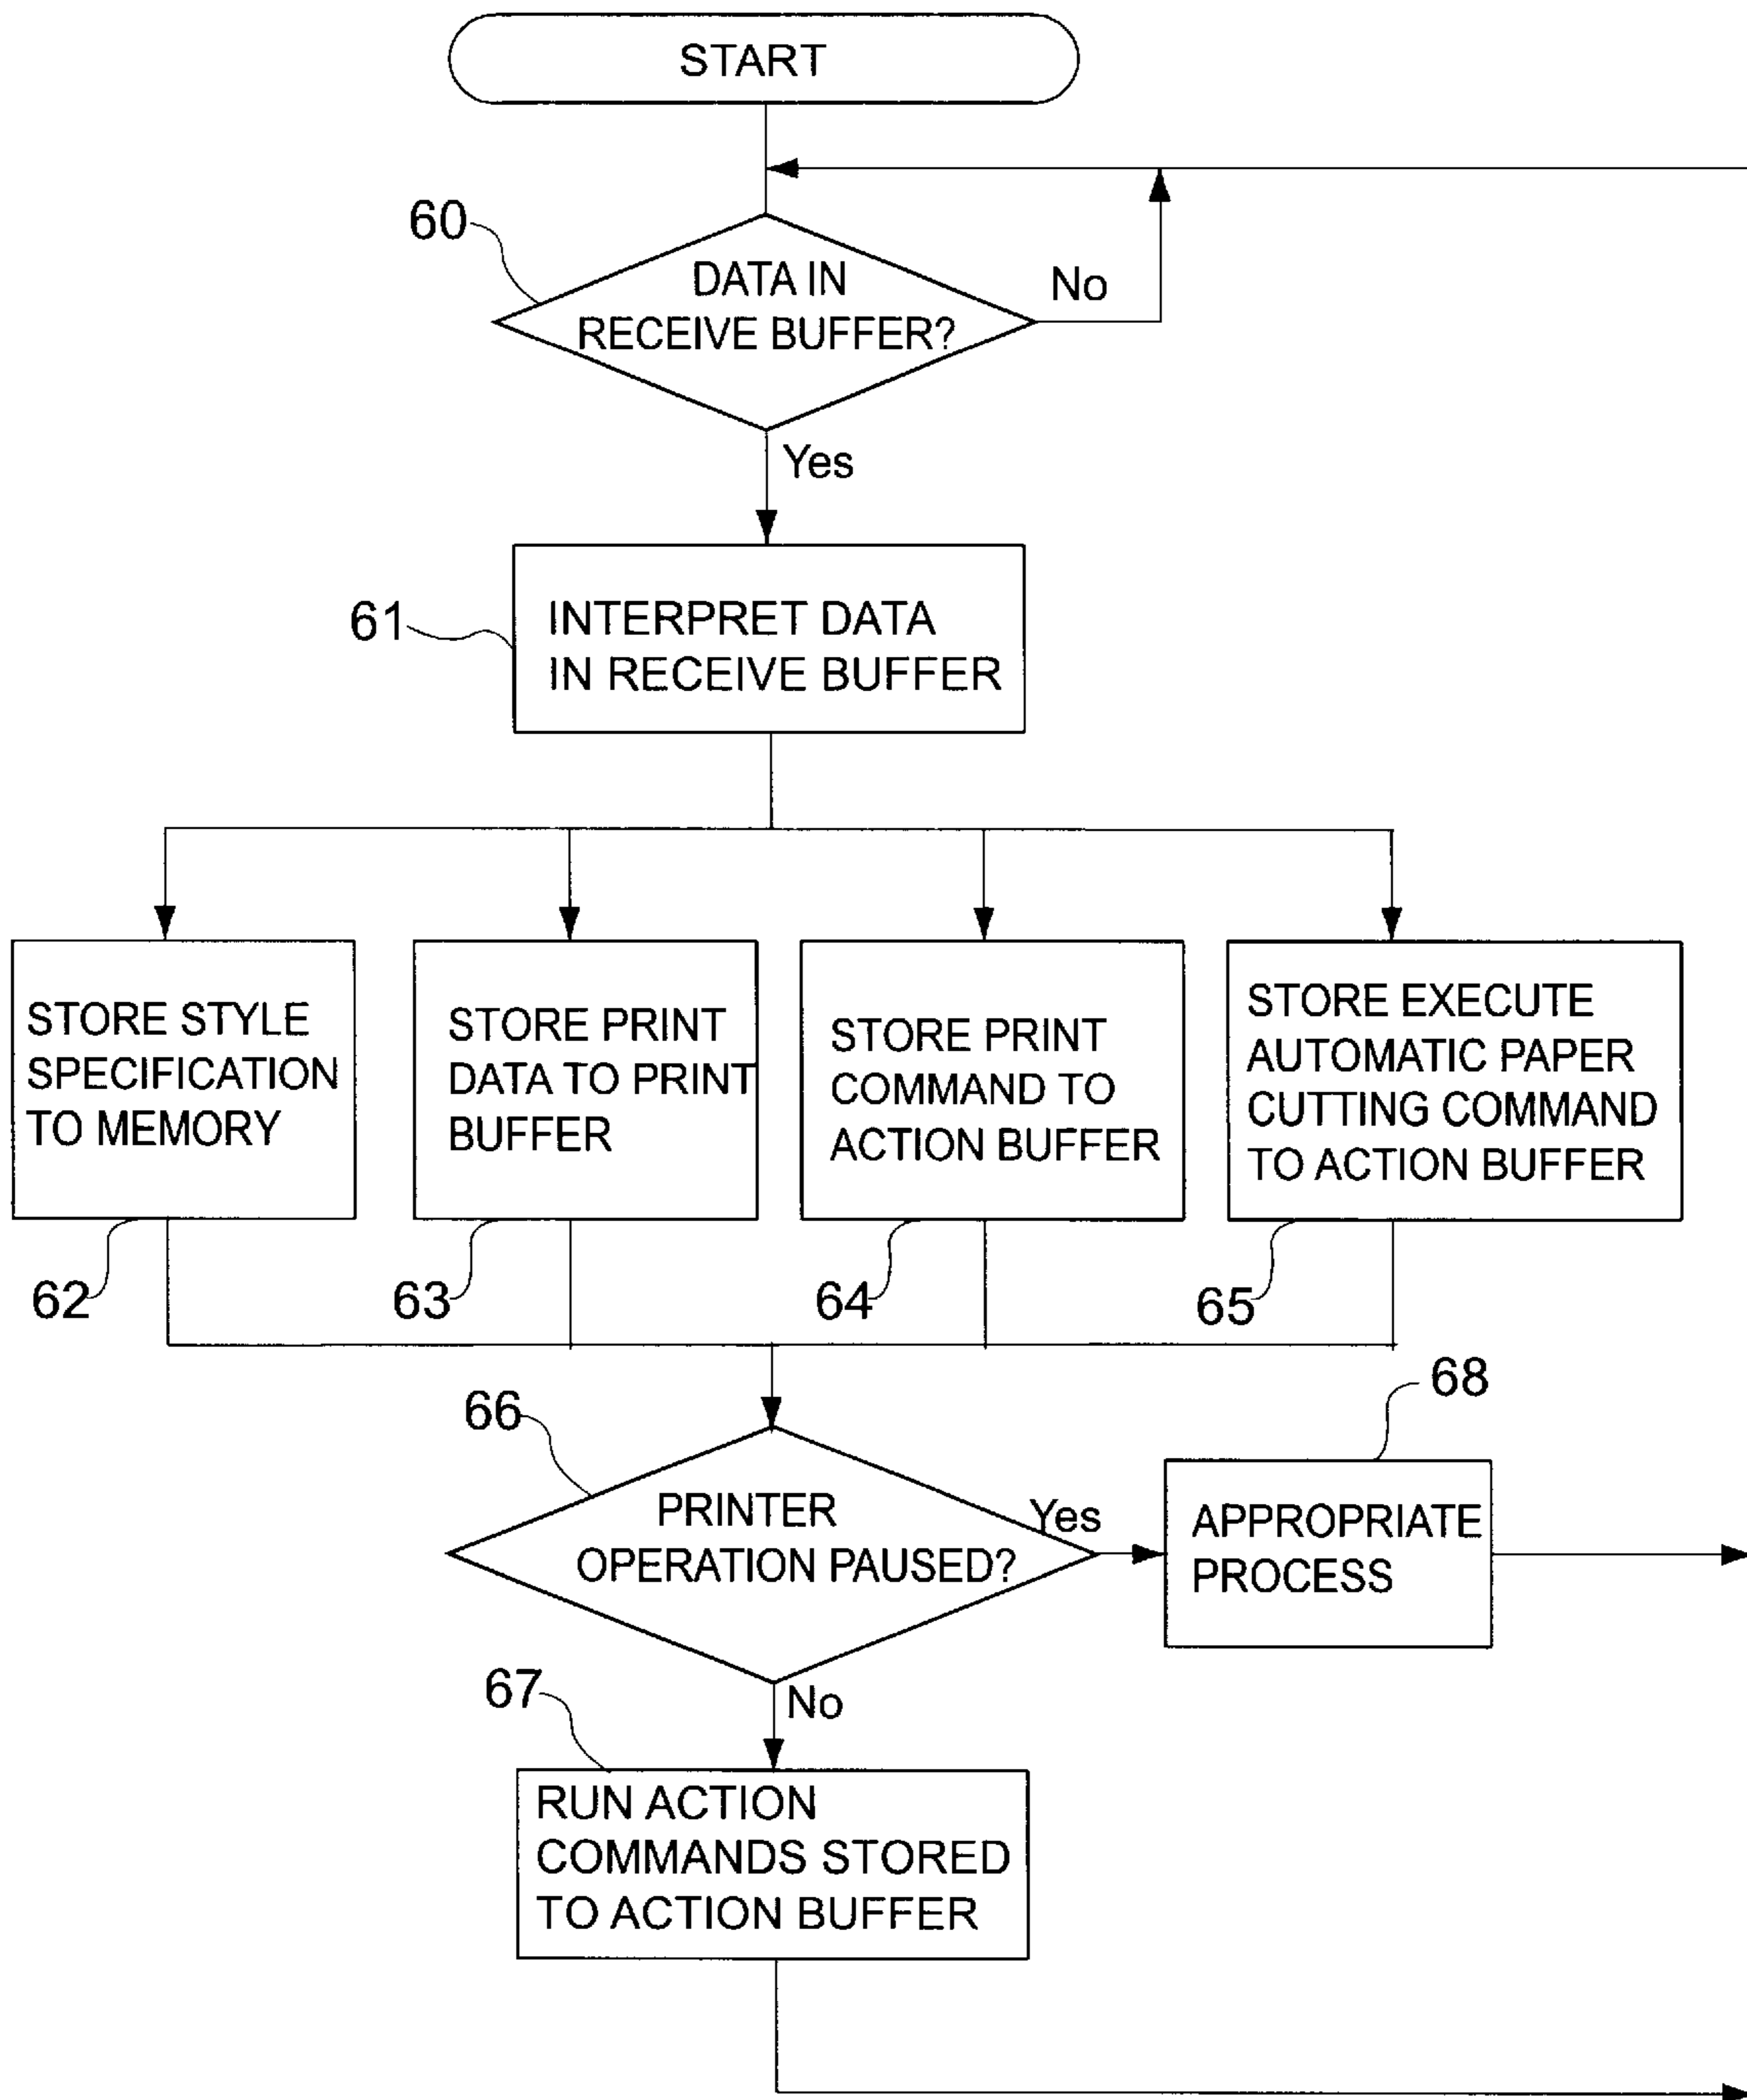 START
60
DATA IN
RECEIVE BUFFER?
No
Yes
61
INTERPRET DATA
IN RECEIVE BUFFER
STORE STYLE
SPECIFICATION
TO MEMORY
62
STORE PRINT
DATA TO PRINT
BUFFER
63
STORE PRINT
COMMAND TO
ACTION BUFFER
64
STORE EXECUTE
AUTOMATIC PAPER
CUTTING COMMAND
TO ACTION BUFFER
65
66
PRINTER
OPERATION PAUSED?
Yes
68
APPROPRIATE
PROCESS
No
67
RUN ACTION
COMMANDS STORED
TO ACTION BUFFER